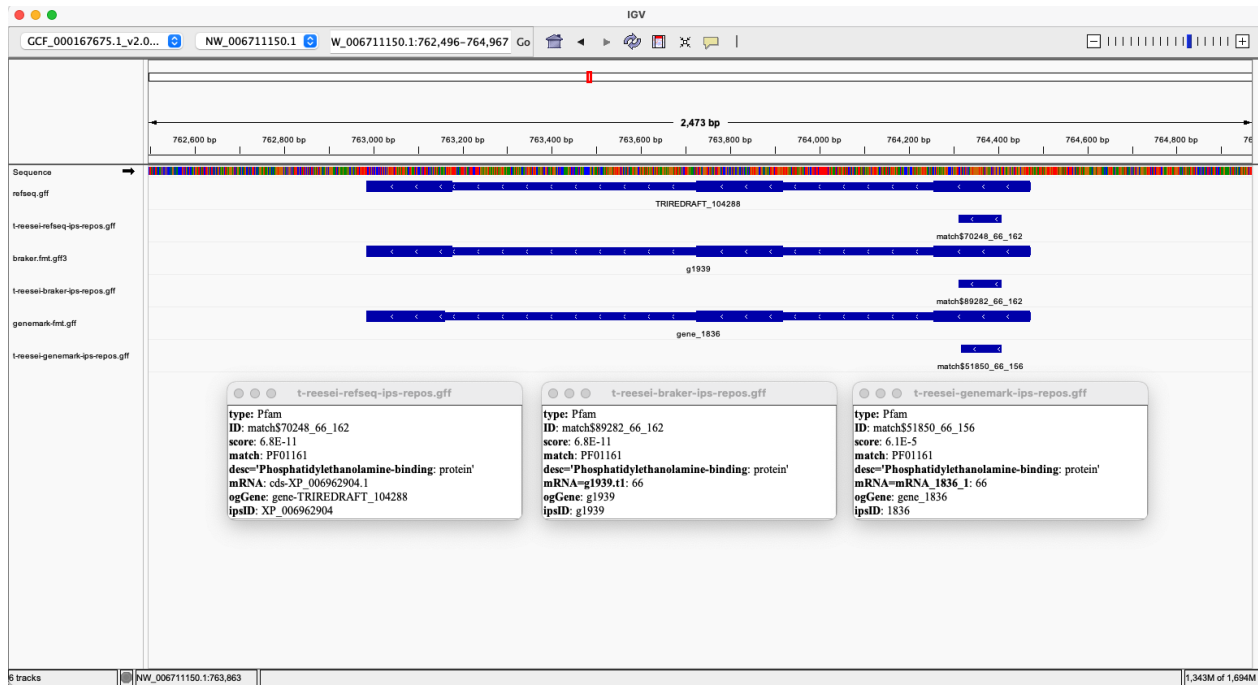 IGV
GCF_000167675.1_v2.0...  NW_006711150.1  W_006711150.1:762,496-764,967  Go
2,473 bp
762,600 bp  762,800 bp  763,000 bp  763,200 bp  763,400 bp  763,600 bp  763,800 bp  764,000 bp  764,200 bp  764,400 bp  764,600 bp  764,800 bp  76
Sequence
refseq.gff
TRIREDRAFT_104288
t-reesei-refseq-ips-repos.gff
match$70248_66_162
braker.fmt.gff3
g1939
t-reesei-braker-ips-repos.gff
match$89282_66_162
genemark-fmt.gff
gene_1836
t-reesei-genemark-ips-repos.gff
match$51850_66_156
t-reesei-refseq-ips-repos.gff
type: Pfam
ID: match$70248_66_162
score: 6.8E-11
match: PF01161
desc='Phosphatidylethanolamine-binding: protein'
mRNA: cds-XP_006962904.1
ogGene: gene-TRIREDRAFT_104288
ipsID: XP_006962904
t-reesei-braker-ips-repos.gff
type: Pfam
ID: match$89282_66_162
score: 6.8E-11
match: PF01161
desc='Phosphatidylethanolamine-binding: protein'
mRNA=g1939.t1: 66
ogGene: g1939
ipsID: g1939
t-reesei-genemark-ips-repos.gff
type: Pfam
ID: match$51850_66_156
score: 6.1E-5
match: PF01161
desc='Phosphatidylethanolamine-binding: protein'
mRNA=mRNA_1836_1: 66
ogGene: gene_1836
ipsID: 1836
6 tracks  NW_006711150.1:763,863  1,343M of 1,694M